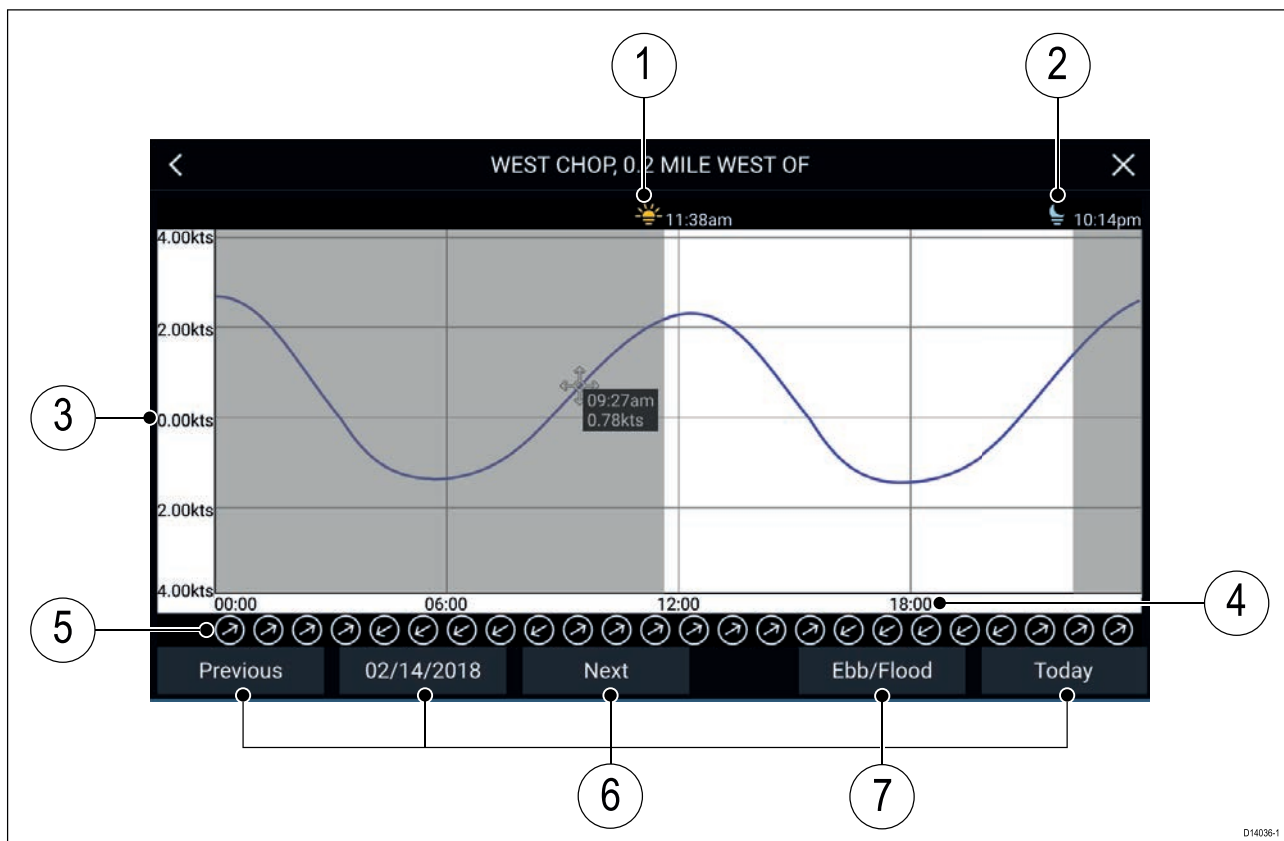 1 2
WEST CHOP, 0.2 MILE WEST OF
11:38am 10:14pm
4.00kts
2.00kts
09:27am
0.78kts
3 0.00kts
2.00kts
4.00kts
00:00 06:00 12:00 18:00 4
5
Previous 02/14/2018 Next Ebb/Flood Today
6 7
D14036-1